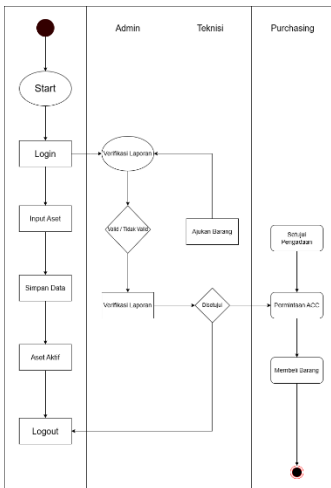 Admin
Teknisi
Purchasing
Start
Login
Verifikasi Laporan
Input Aset
Valid / Tidak Valid
Ajukan Barang
Setujui
Pengadaan
Simpan Data
Verifikasi Laporan
Disetujui
Permintaan ACC
Aset Aktif
Membeli Barang
Logout